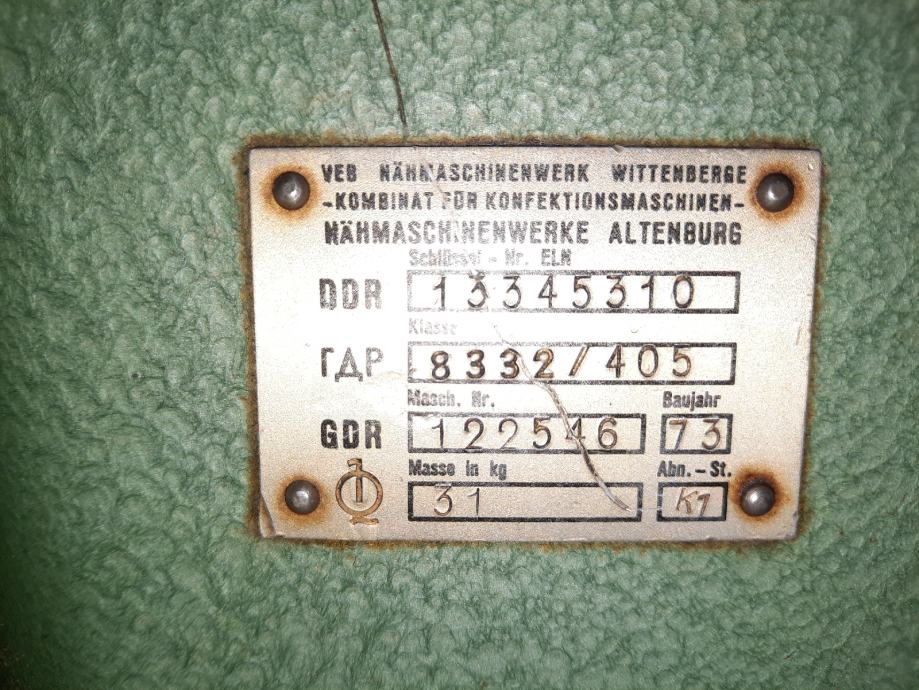 VEB NÄHMASCHINENWERK WITTENBERGE
-KOMBINAT FÜR KONFEKTIONSMASCHINEN-
NÄHMASCHINENWERKE ALTENBURG
Schlüssel - Nr. ELN
DDR 13345310
Klasse
ГДР 8332/405
Masch. Nr. Baujahr
GDR 122546 73
Masse in kg Abn. - St.
31 K1